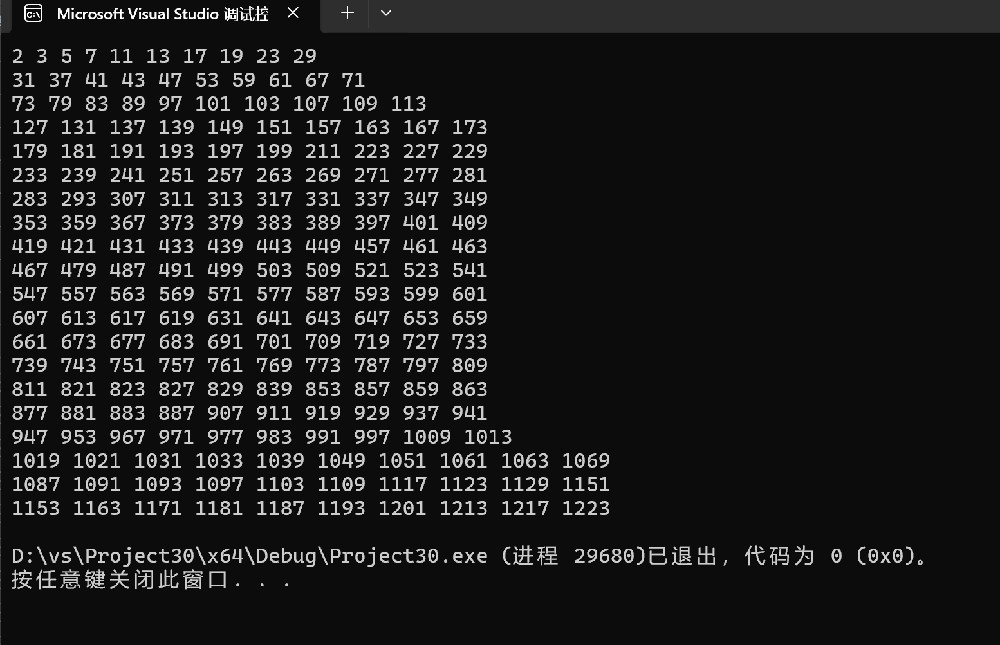 Microsoft Visual Studio 调试控
2 3 5 7 11 13 17 19 23 29
31 37 41 43 47 53 59 61 67 71
73 79 83 89 97 101 103 107 109 113
127 131 137 139 149 151 157 163 167 173
179 181 191 193 197 199 211 223 227 229
233 239 241 251 257 263 269 271 277 281
283 293 307 311 313 317 331 337 347 349
353 359 367 373 379 383 389 397 401 409
419 421 431 433 439 443 449 457 461 463
467 479 487 491 499 503 509 521 523 541
547 557 563 569 571 577 587 593 599 601
607 613 617 619 631 641 643 647 653 659
661 673 677 683 691 701 709 719 727 733
739 743 751 757 761 769 773 787 797 809
811 821 823 827 829 839 853 857 859 863
877 881 883 887 907 911 919 929 937 941
947 953 967 971 977 983 991 997 1009 1013
1019 1021 1031 1033 1039 1049 1051 1061 1063 1069
1087 1091 1093 1097 1103 1109 1117 1123 1129 1151
1153 1163 1171 1181 1187 1193 1201 1213 1217 1223
D:\vs\Project30\x64\Debug\Project30.exe (进程 29680)已退出，代码为 0 (0x0)。
按任意键关闭此窗口. . .